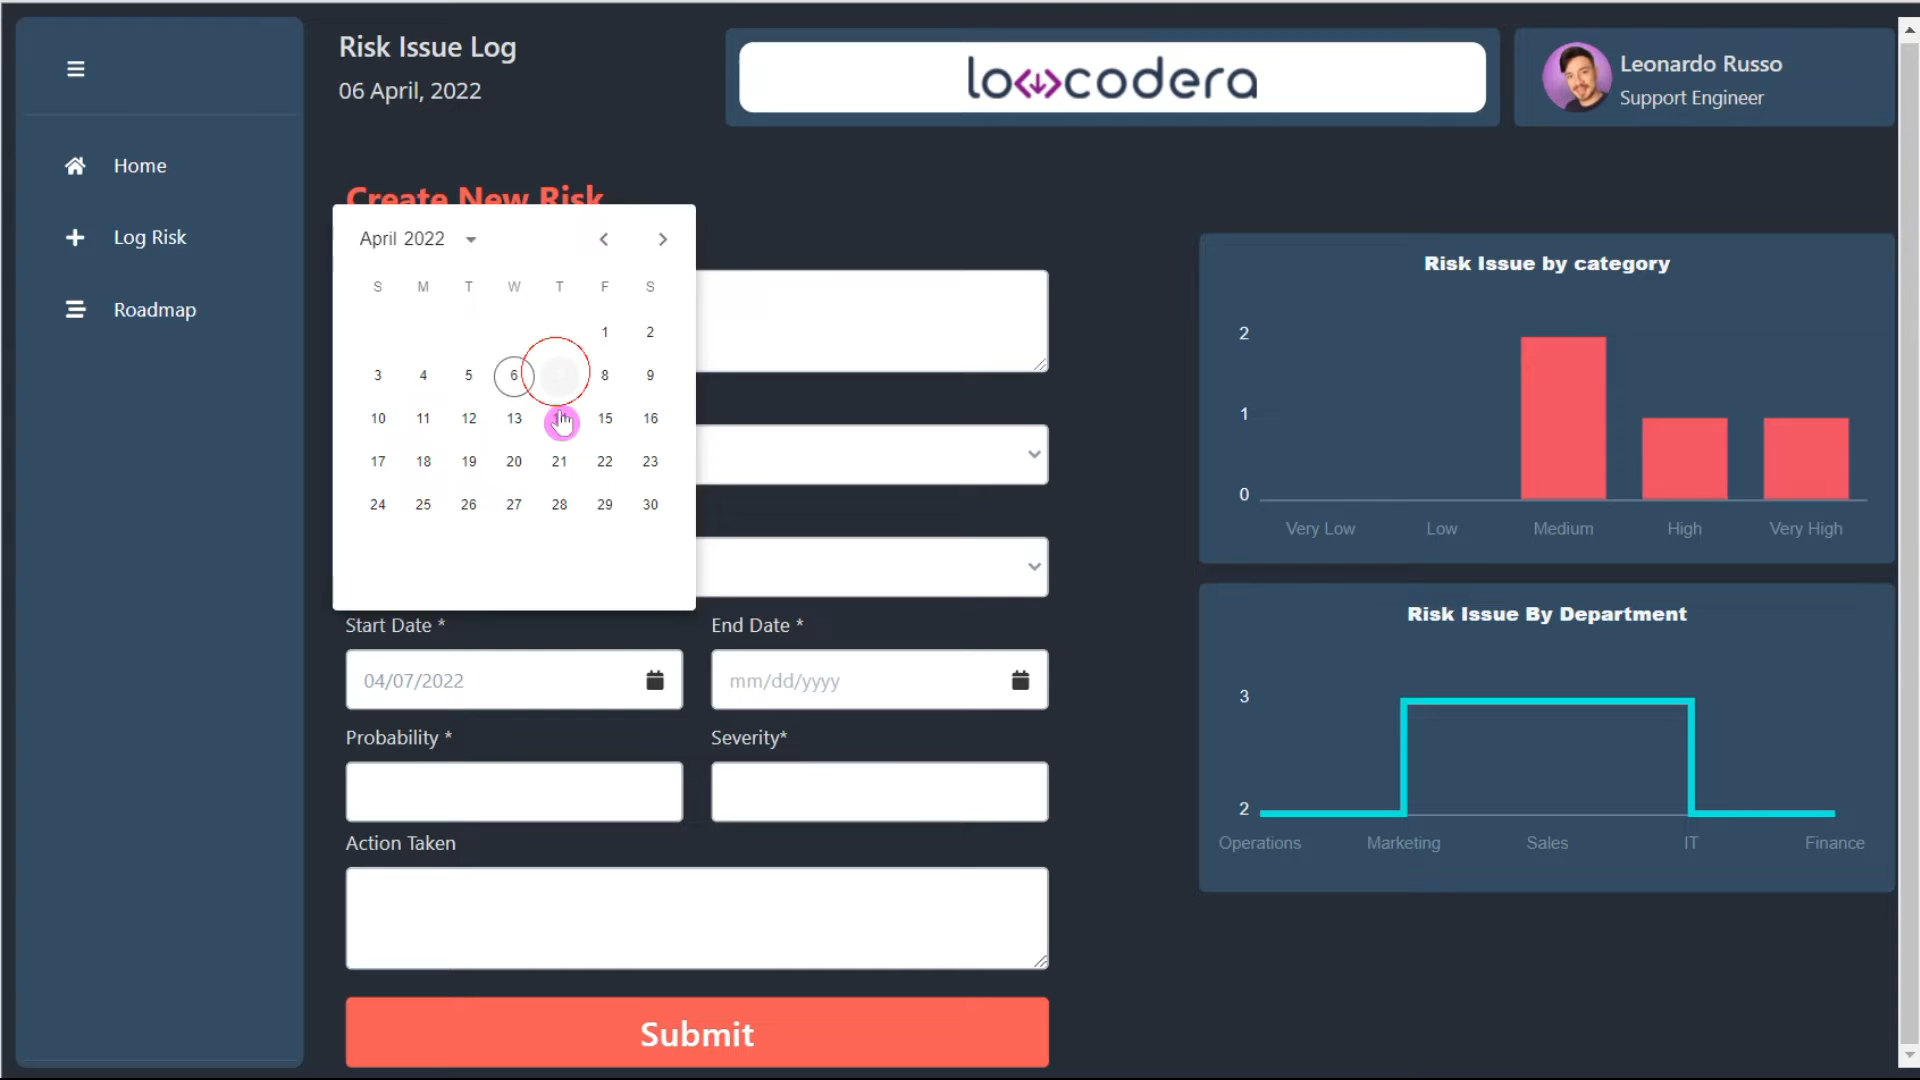 Risk Issue Log
06 April, 2022
lowcodera
Leonardo Russo
Support Engineer
Home
Log Risk
Roadmap
Create New Risk
April 2022
S M T W T F S
1 2
3 4 5 6 8 9
10 11 12 13 15 16
17 18 19 20 21 22 23
24 25 26 27 28 29 30
Start Date *
End Date *
04/07/2022
mm/dd/yyyy
Probability *
Severity*
Action Taken
Submit
Risk Issue by category
2
1
0
Very Low Low Medium High Very High
Risk Issue By Department
3
2
Operations Marketing Sales IT Finance